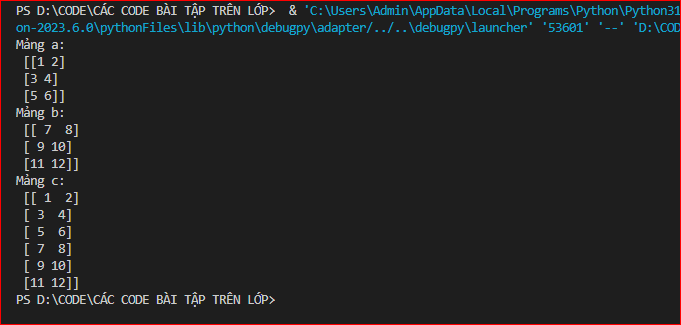 PS D:\CODE\CÁC CODE BÀI TẬP TRÊN LỚP>  & 'C:\Users\Admin\AppData\Local\Programs\Python\Python31
on-2023.6.0\pythonFiles\lib\python\debugpy\adapter/../..\debugpy\launcher' '53601' '--' 'D:\COD
Mảng a:
 [[1 2]
 [3 4]
 [5 6]]
Mảng b:
 [[ 7  8]
 [ 9 10]
 [11 12]]
Mảng c:
 [[ 1  2]
 [ 3  4]
 [ 5  6]
 [ 7  8]
 [ 9 10]
 [11 12]]
PS D:\CODE\CÁC CODE BÀI TẬP TRÊN LỚP>